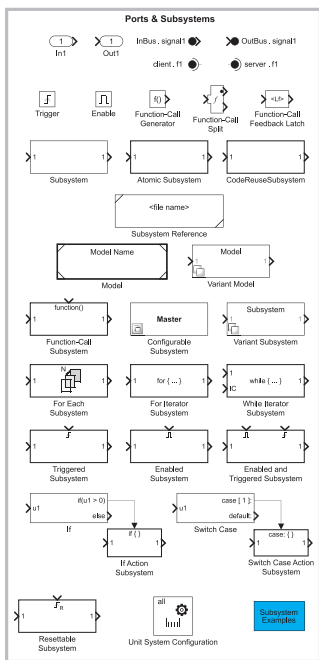 Ports & Subsystems
1 1 InBus.signal1 OutBus.signal1
In1 Out1
client.f1 server.f1
f() f <Lf>
Trigger Enable Function-Call Generator Function-Call Split Function-Call Feedback Latch
1 1 1 1 1 1
Subsystem Atomic Subsystem CodeReuseSubsystem
<file name>
Subsystem Reference
Model Name Model
1 1
Model Variant Model
function() Subsystem
1 1 Master 1 1
Function-Call Configurable Variant Subsystem
Subsystem Subsystem
N
1 1 1 for { ... } 1 1 while { ... } 1
IC
For Each For Iterator While Iterator
Subsystem Subsystem Subsystem
1 1 1 1 1 1
Triggered Enabled Enabled and
Subsystem Subsystem Triggered Subsystem
if(u1 > 0) case [ 1 ]:
u1 u1
else default:
If Switch Case
if { } case: { }
1 1 1 1
If Action Switch Case Action
Subsystem Subsystem
R all Subsystem
1 1 Examples
Resettable Unit System Configuration
Subsystem